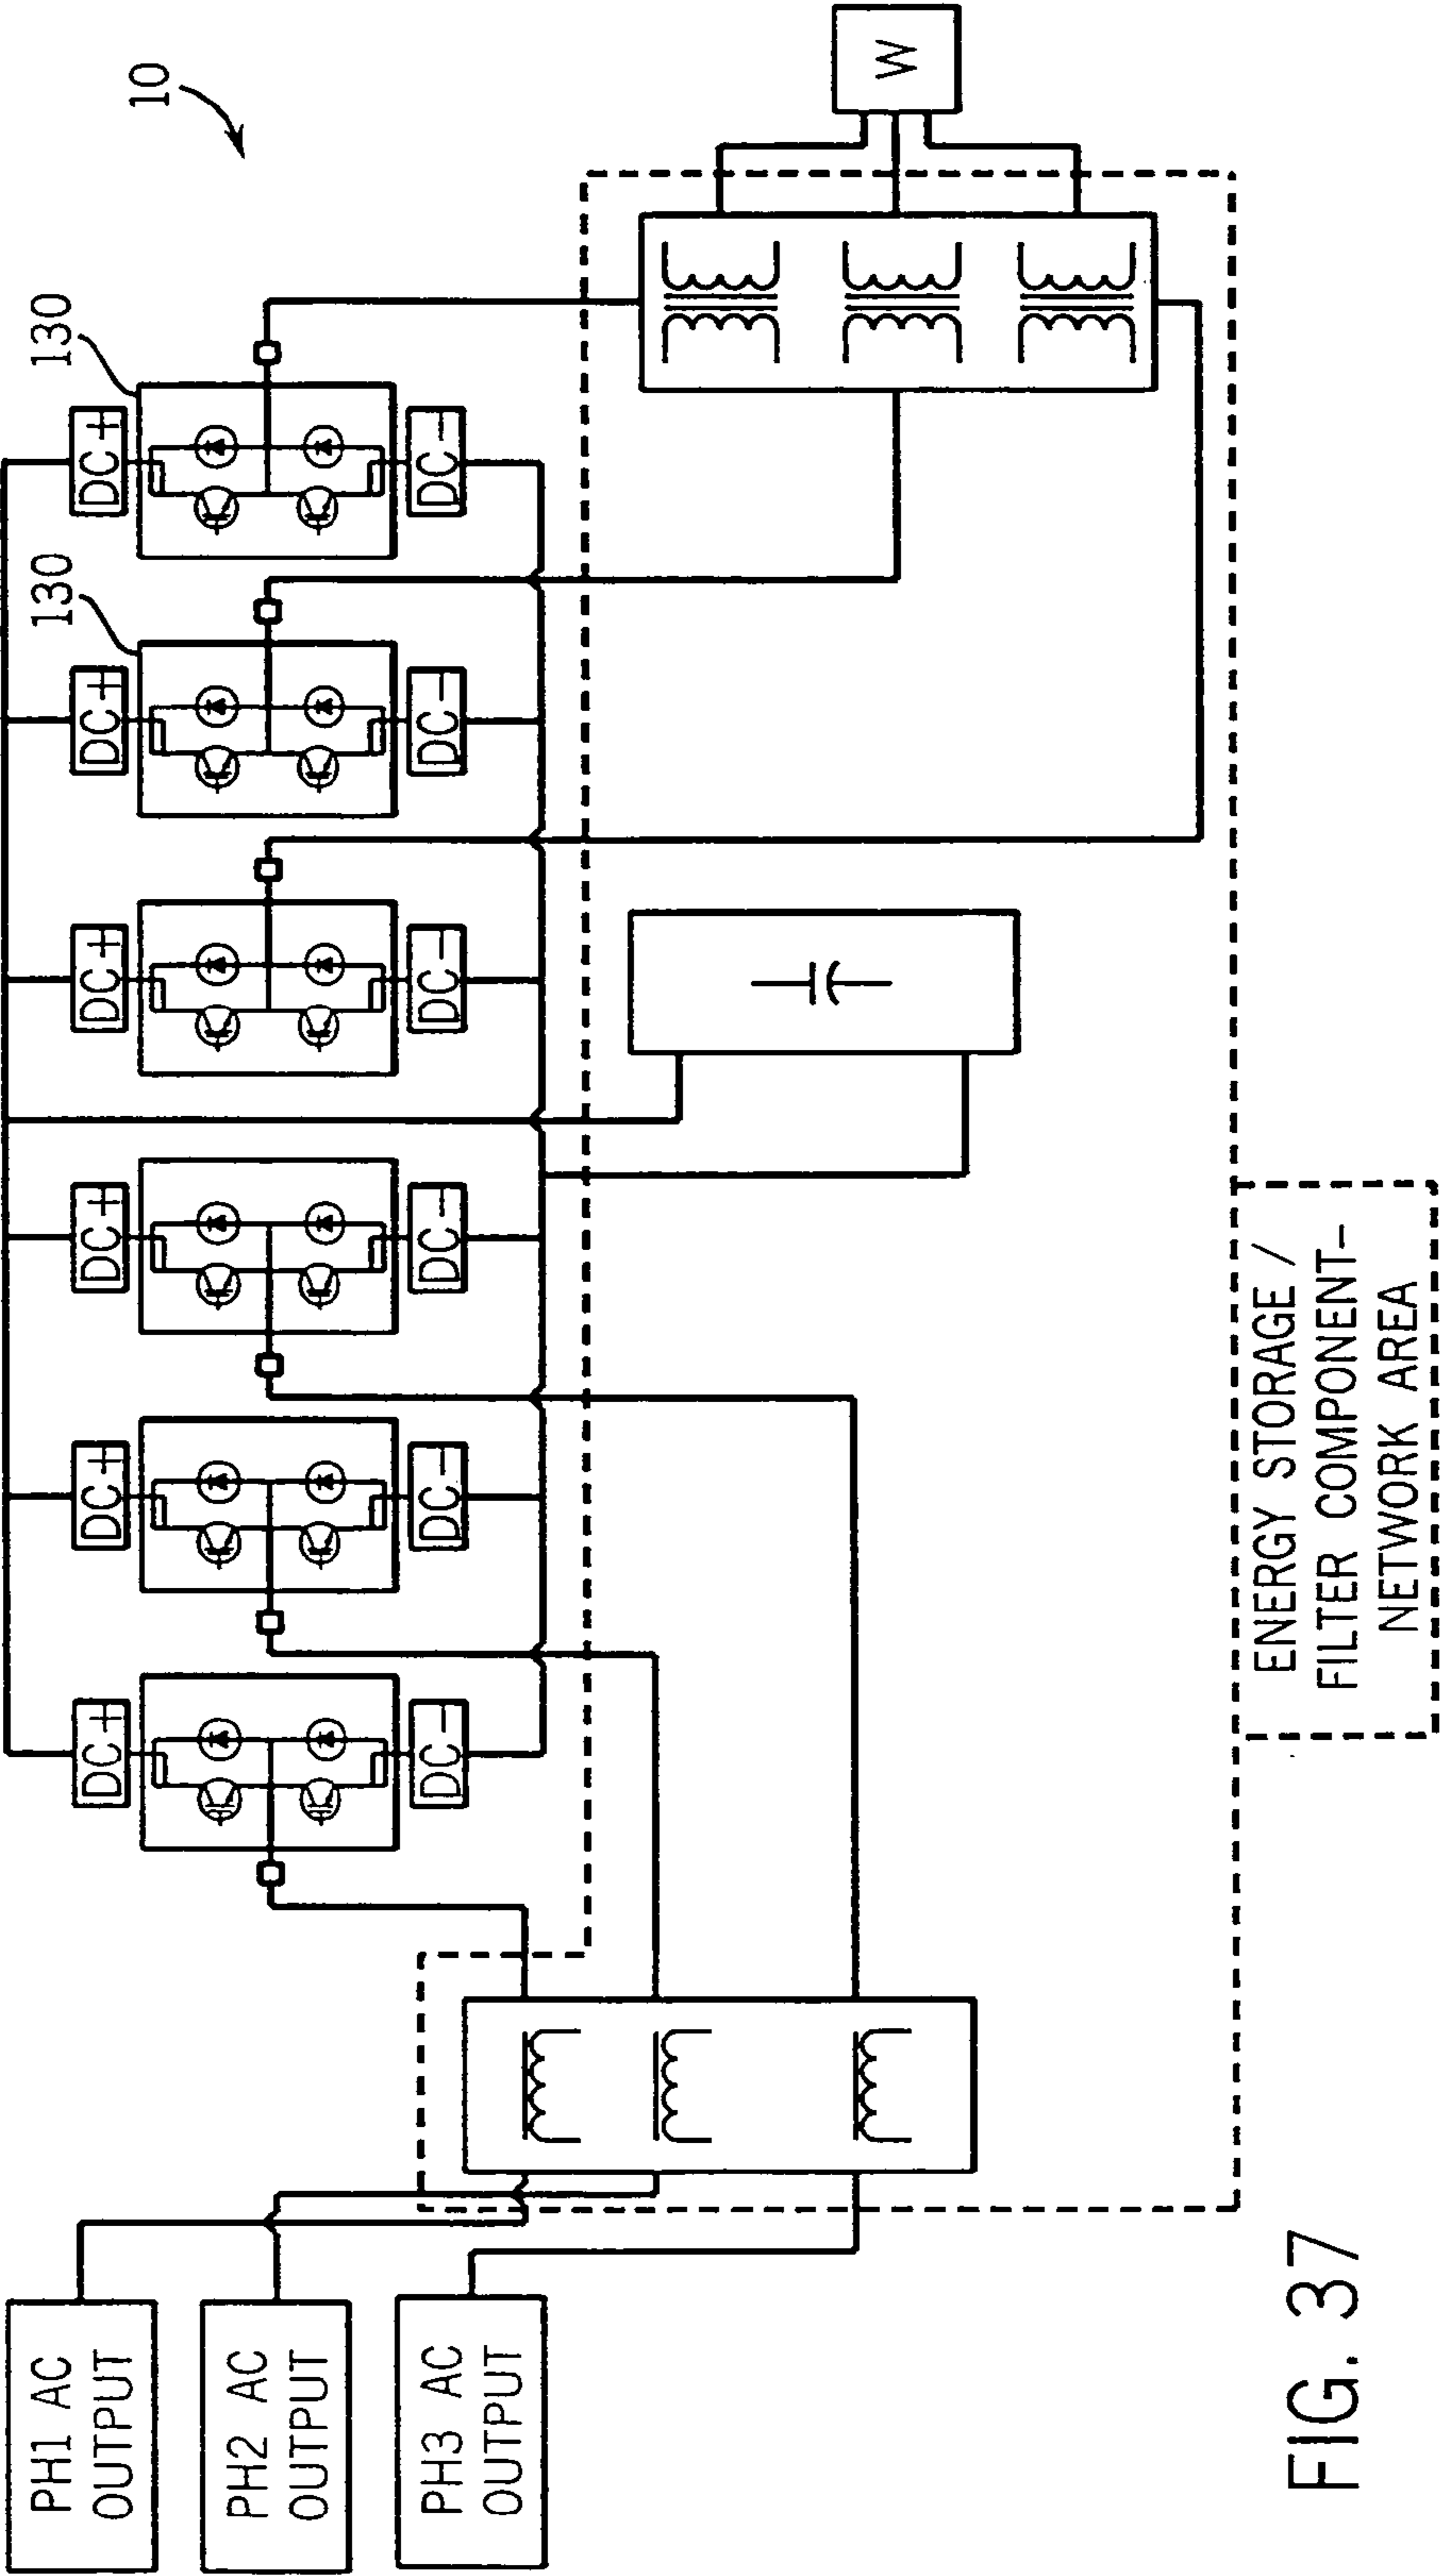 10
130
130
DC+
DC+
DC+
DC+
DC+
DC+
DC−
DC−
DC−
DC−
DC−
DC−
W
PH1 AC
OUTPUT
PH2 AC
OUTPUT
PH3 AC
OUTPUT
ENERGY STORAGE /
FILTER COMPONENT−
NETWORK AREA
FIG. 37